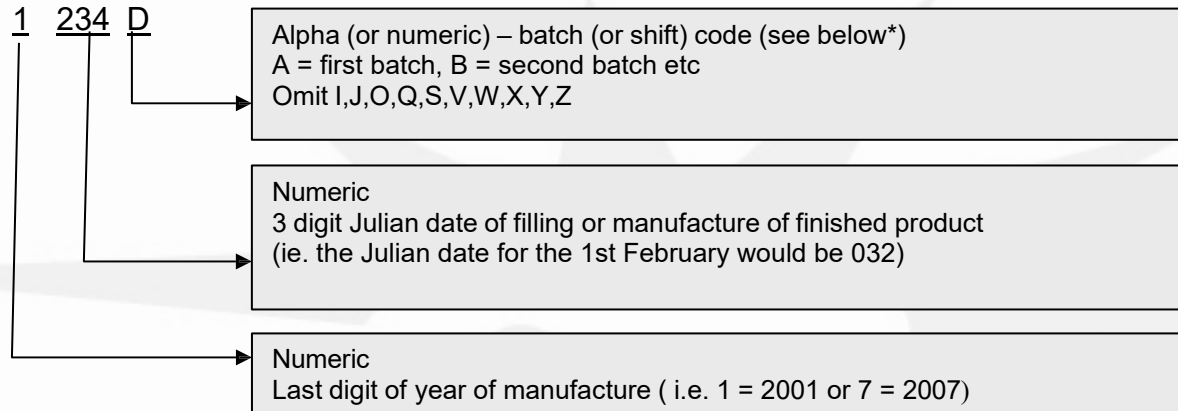 1 234 D
Alpha (or numeric) – batch (or shift) code (see below*)
A = first batch, B = second batch etc
Omit I,J,O,Q,S,V,W,X,Y,Z
Numeric
3 digit Julian date of filling or manufacture of finished product
(ie. the Julian date for the 1st February would be 032)
Numeric
Last digit of year of manufacture ( i.e. 1 = 2001 or 7 = 2007)